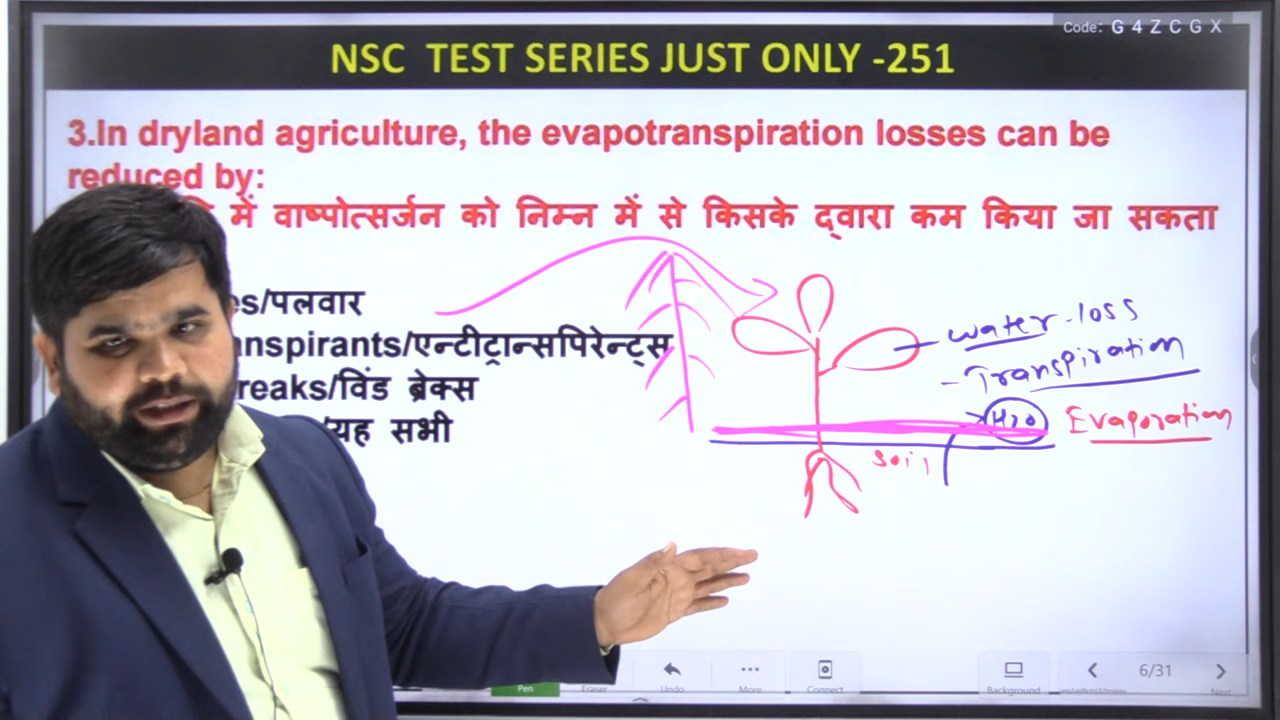 Code: G 4 Z C G X
NSC TEST SERIES JUST ONLY -251
3.In dryland agriculture, the evapotranspiration losses can be
reduced by:
में वाष्पोत्सर्जन को निम्न में से किसके द्वारा कम किया जा सकता
es/पलवार
nspirants/एन्टीट्रान्सपिरेन्ट्स
reaks/विंड ब्रेक्स
/यह सभी
water-loss
-Transpiration
H2O Evaporation
soil
Pen Eraser Undo More Connect Background 6/31 Next